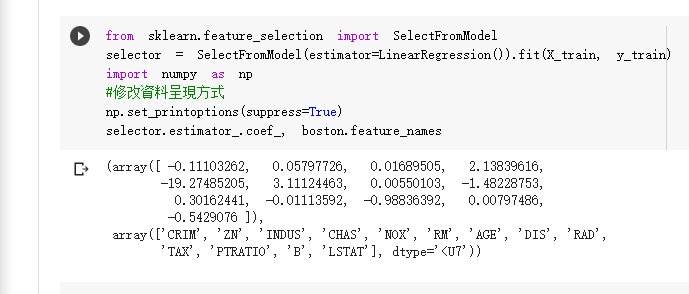 from sklearn.feature_selection import SelectFromModel
selector = SelectFromModel(estimator=LinearRegression()).fit(X_train, y_train)
import numpy as np
#修改資料呈現方式
np.set_printoptions(suppress=True)
selector.estimator_.coef_, boston.feature_names
(array([ -0.11103262, 0.05797726, 0.01689505, 2.13839616,
-19.27485205, 3.11124463, 0.00550103, -1.48228753,
0.30162441, -0.01113592, -0.98836392, 0.00797486,
-0.5429076 ]),
array(['CRIM', 'ZN', 'INDUS', 'CHAS', 'NOX', 'RM', 'AGE', 'DIS', 'RAD',
'TAX', 'PTRATIO', 'B', 'LSTAT'], dtype='<U7'))